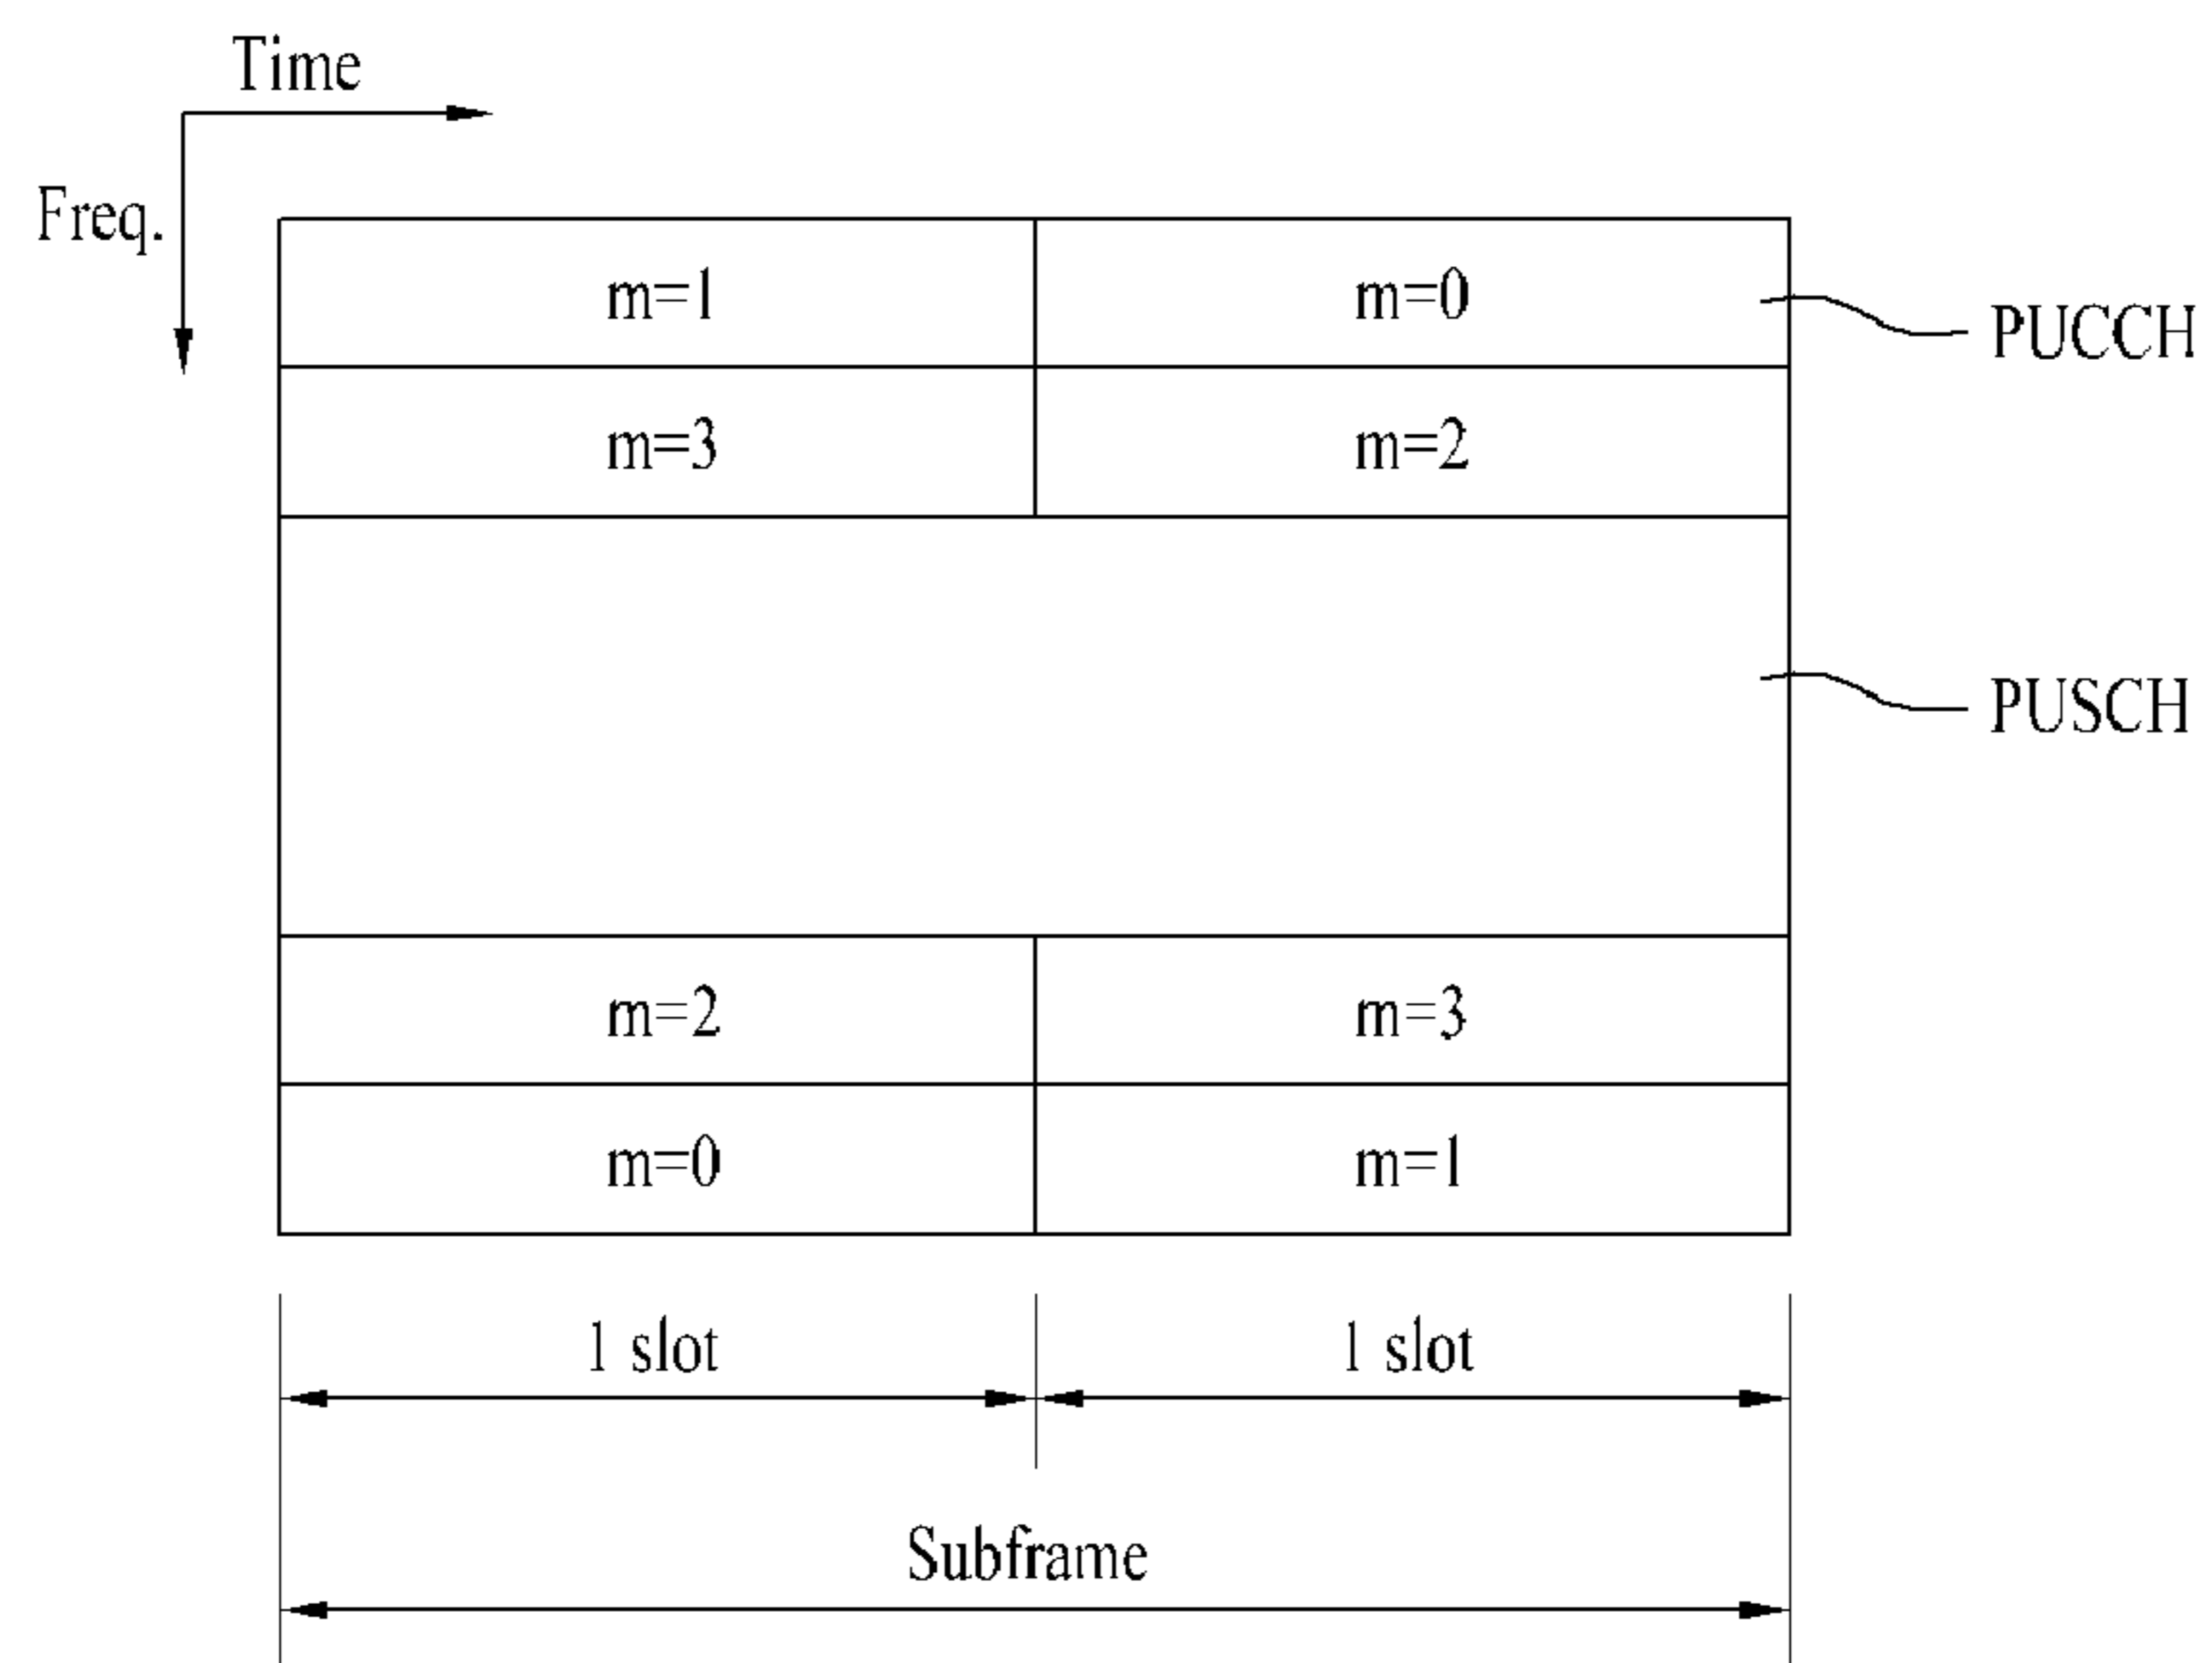 Time
Freq.
m=1 m=0
PUCCH
m=3 m=2
PUSCH
m=2 m=3
m=0 m=1
1 slot 1 slot
Subframe